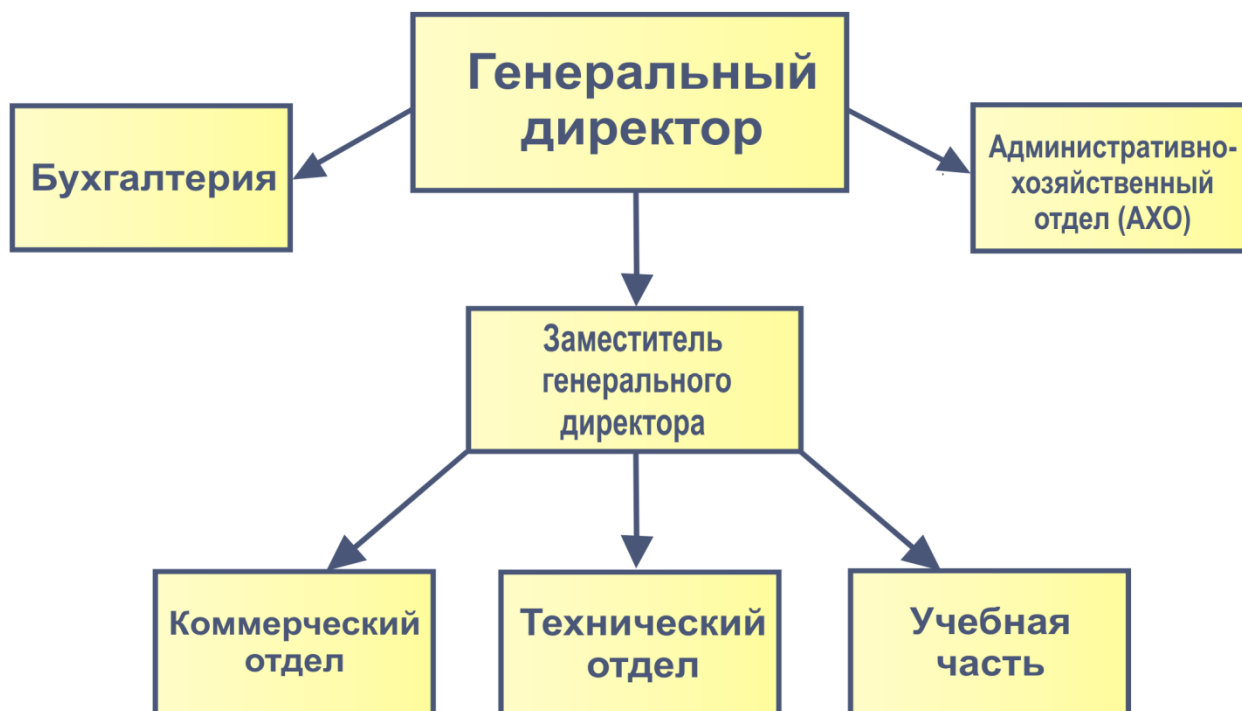 Генеральный
директор
Бухгалтерия
Административно-
хозяйственный
отдел (АХО)
Заместитель
генерального
директора
Коммерческий
отдел
Технический
отдел
Учебная
часть